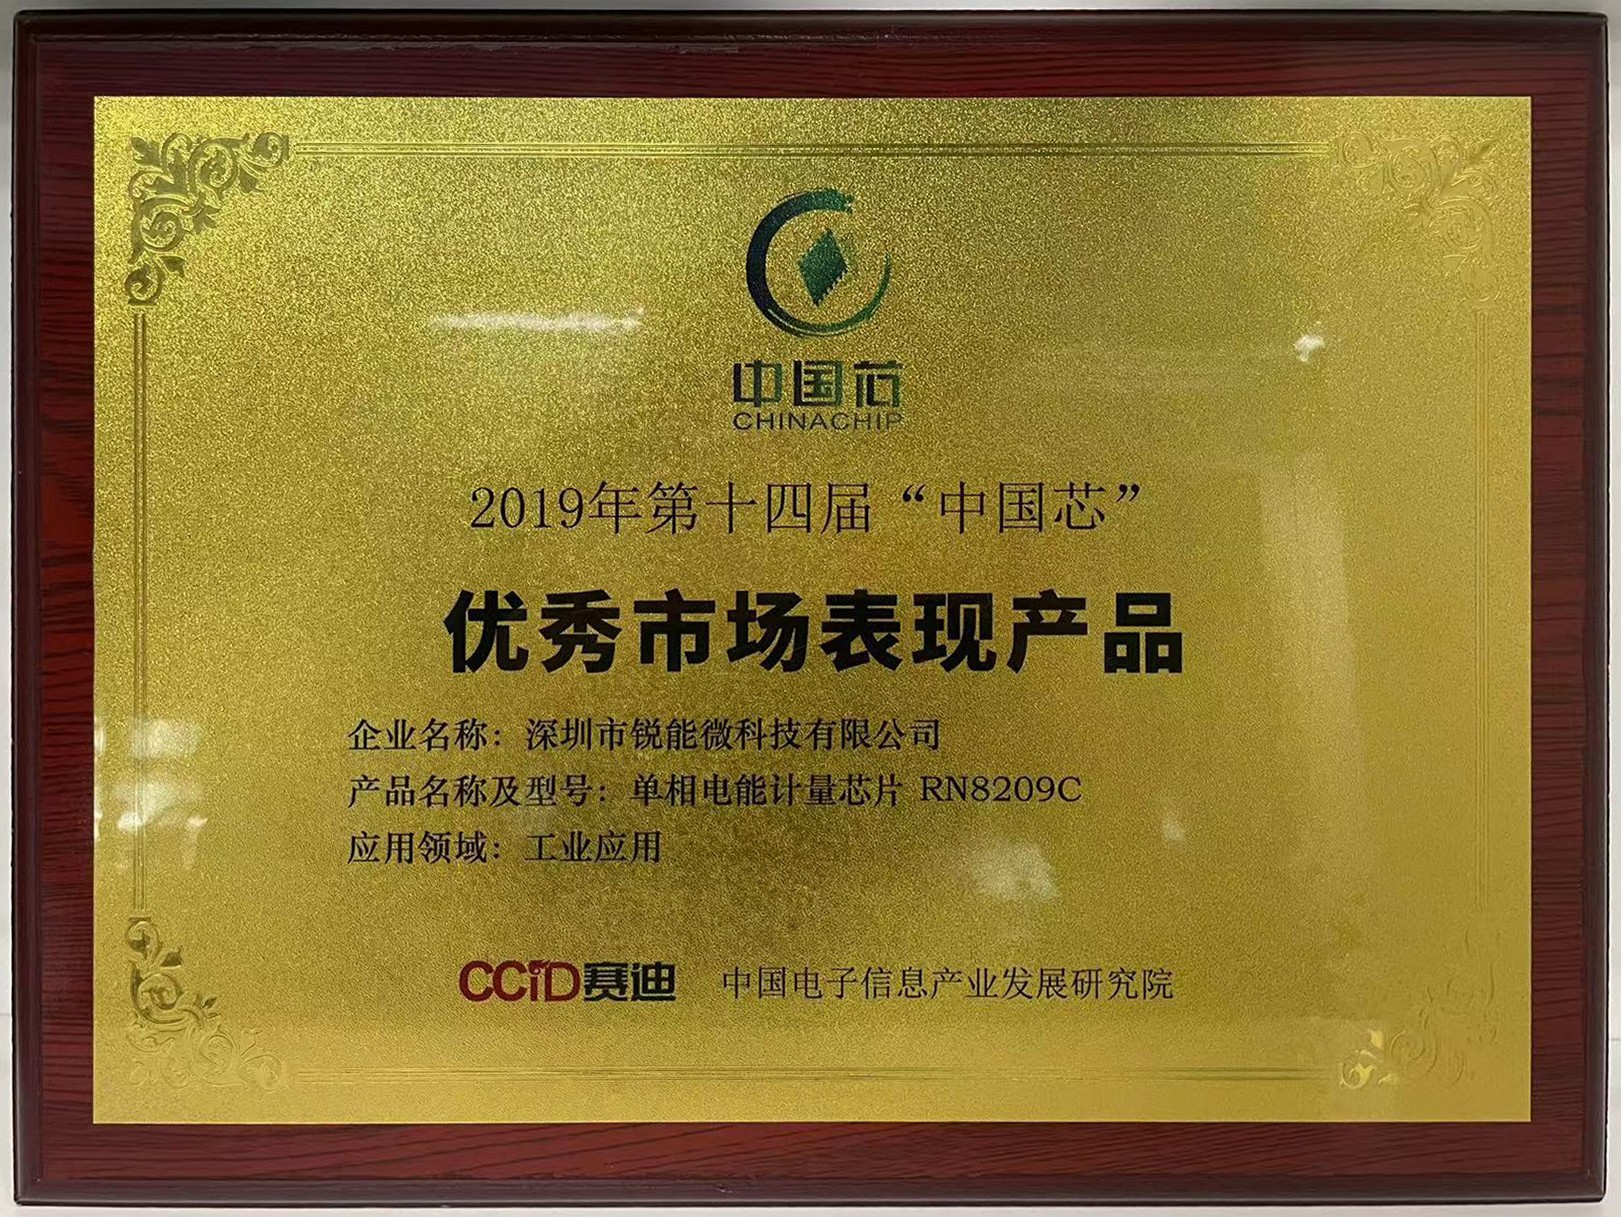 中国芯
CHINACHIP
2019年第十四届“中国芯”
优秀市场表现产品
企业名称：深圳市锐能微科技有限公司
产品名称及型号：单相电能计量芯片 RN8209C
应用领域：工业应用
CCiD赛迪 中国电子信息产业发展研究院